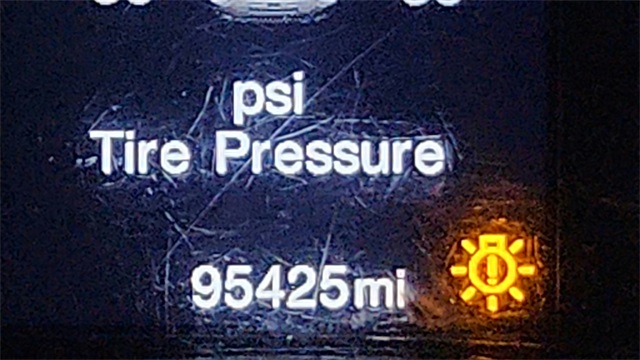 psi
Tire Pressure
95425mi